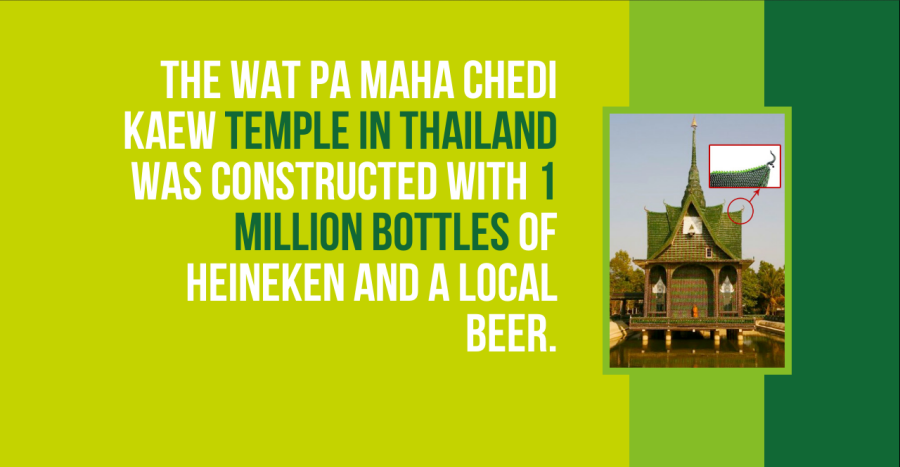 THE WAT PA MAHA CHEDI
KAEW TEMPLE IN THAILAND
WAS CONSTRUCTED WITH 1
MILLION BOTTLES OF
HEINEKEN AND A LOCAL
BEER.